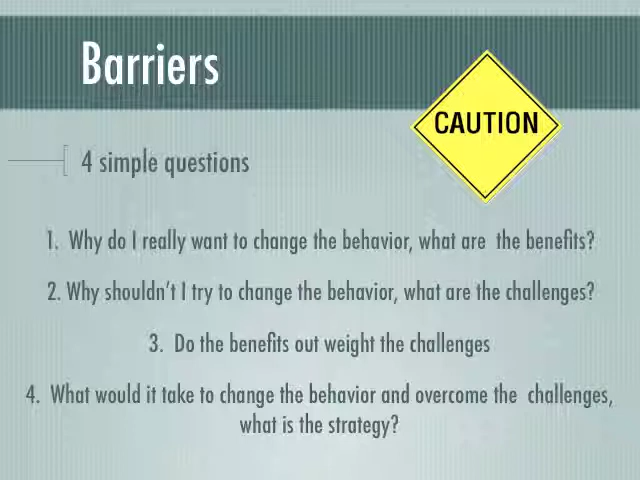 Barriers
CAUTION
4 simple questions
1. Why do I really want to change the behavior, what are the benefits?
2. Why shouldn't I try to change the behavior, what are the challenges?
3. Do the benefits out weight the challenges
4. What would it take to change the behavior and overcome the challenges,
what is the strategy?